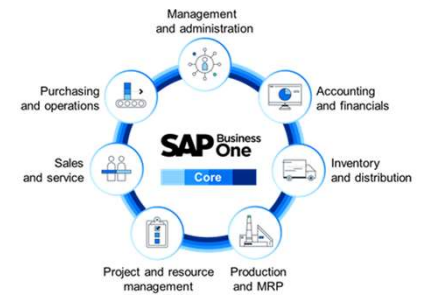 Management
and administration
Purchasing
and operations
Accounting
and financials
SAP Business
One
Core
Sales
and service
Inventory
and distribution
Project and resource
management
Production
and MRP